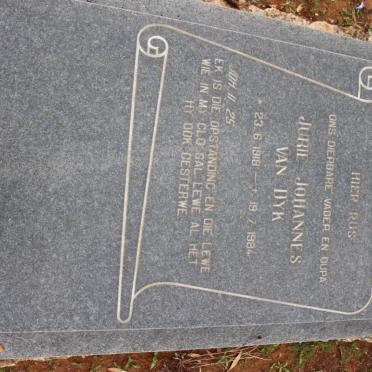 HIER RUS
ONS DIERBARE VADER EN OUPA
JURIE JOHANNES
VAN DYK
* 23. 6. 1916 — † 19. 7. 1984
JOH. 11 : 25
EK IS DIE OPSTANDING EN DIE LEWE
WIE IN MY GLO SAL LEWE AL HET
HY OOK GESTERWE